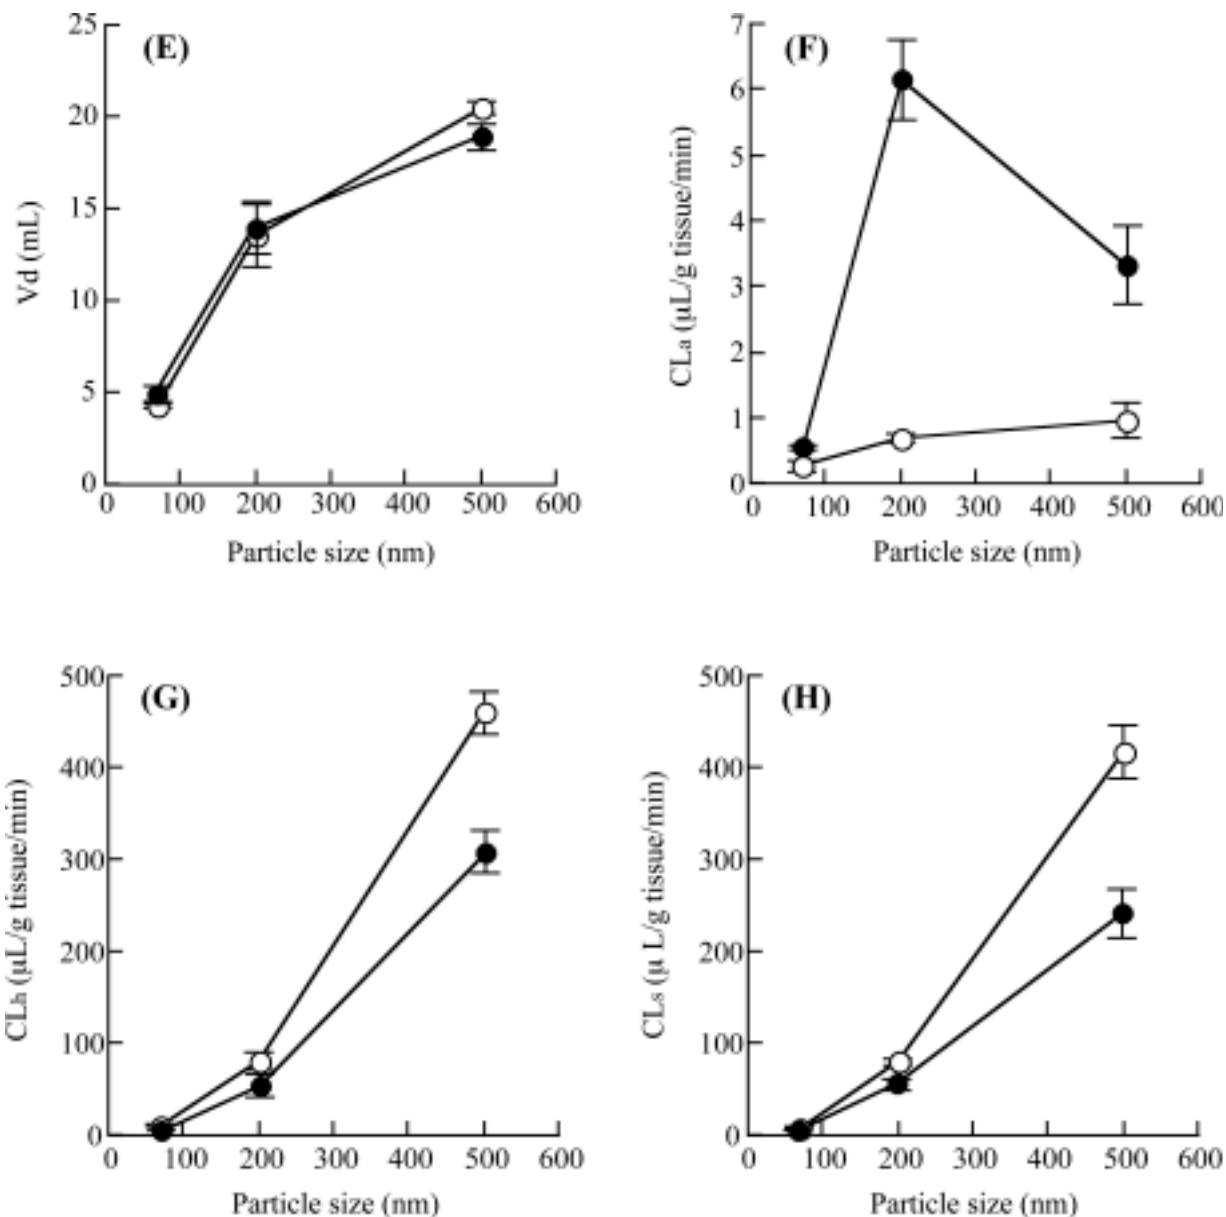 (E)
25
20
15
10
5
0
Vd (mL)
0 100 200 300 400 500 600
Particle size (nm)
(F)
7
6
5
4
3
2
1
0
CLa (µL/g tissue/min)
0 100 200 300 400 500 600
Particle size (nm)
(G)
500
400
300
200
100
0
CLh (µL/g tissue/min)
0 100 200 300 400 500 600
Particle size (nm)
(H)
500
400
300
200
100
0
CLs (µ L/g tissue/min)
0 100 200 300 400 500 600
Particle size (nm)